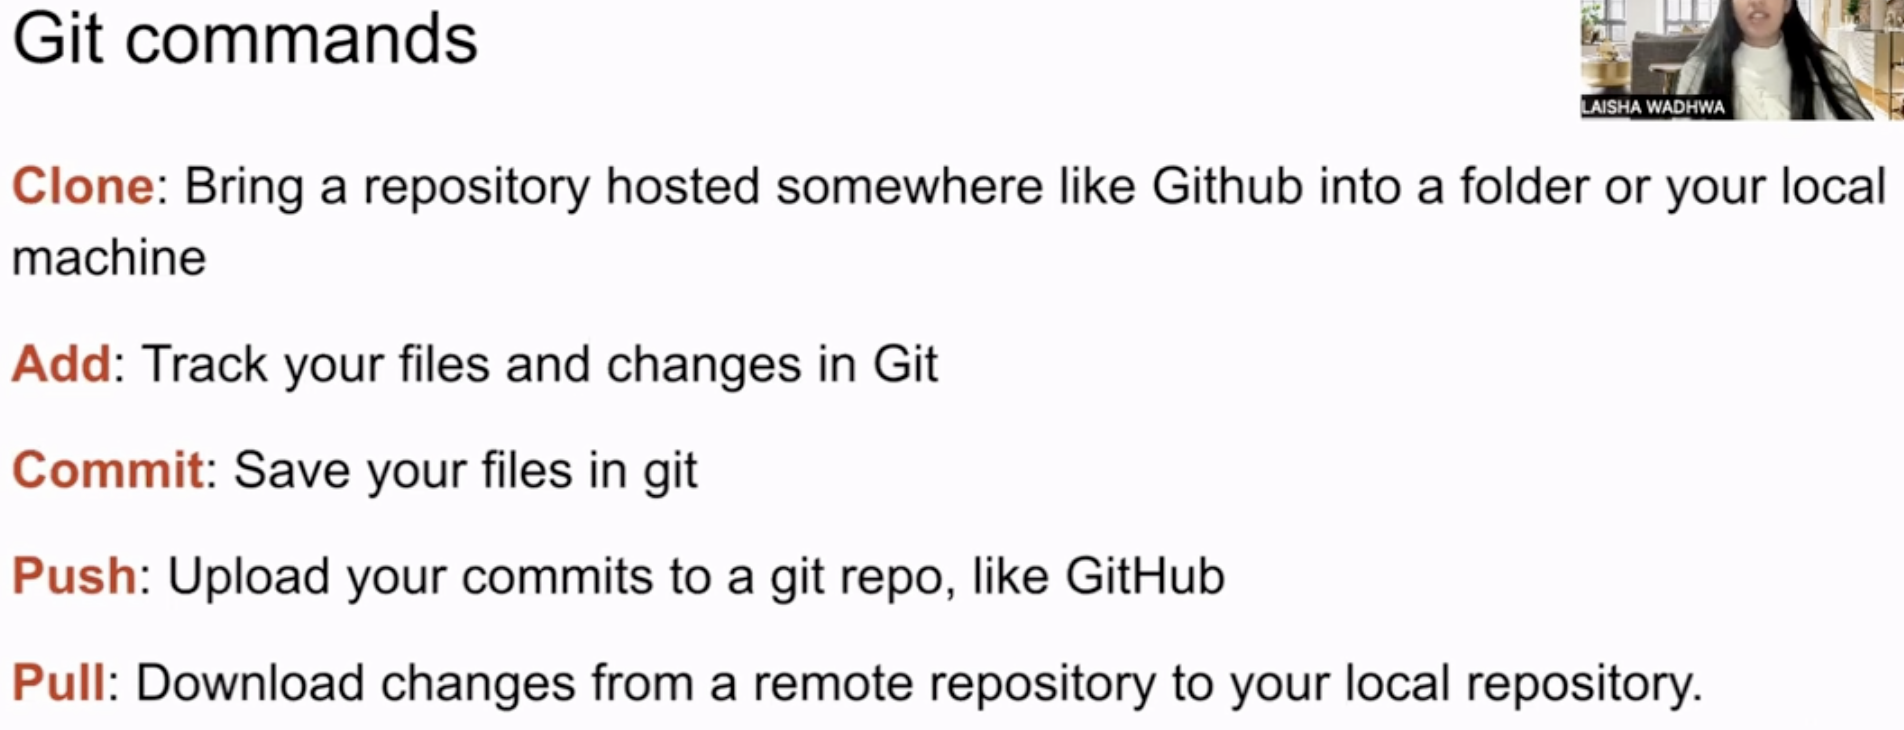 Git commands
LAISHA WADHWA
Clone: Bring a repository hosted somewhere like Github into a folder or your local
machine
Add: Track your files and changes in Git
Commit: Save your files in git
Push: Upload your commits to a git repo, like GitHub
Pull: Download changes from a remote repository to your local repository.